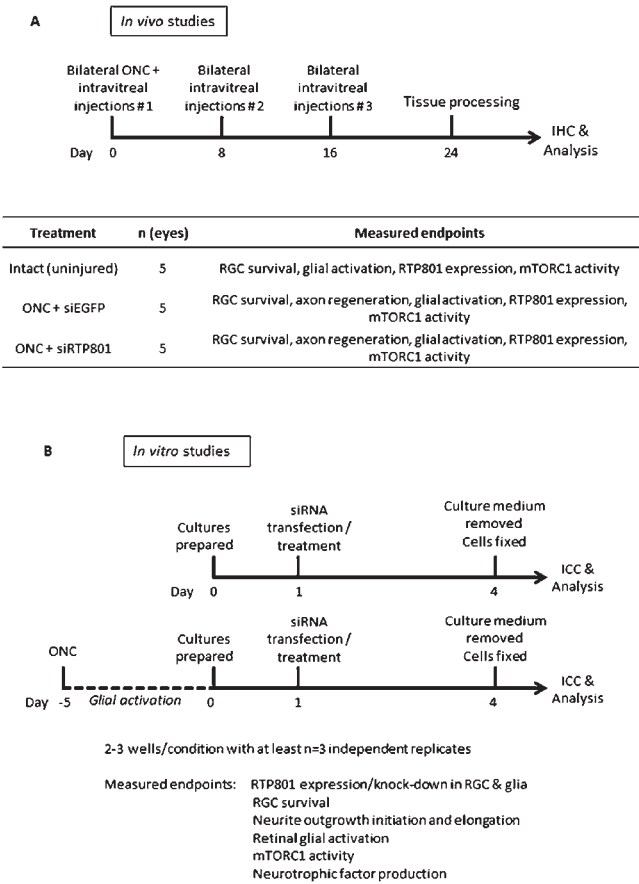 A
In vivo studies
Bilateral ONC +
intravitreal
injections #1
Bilateral
intravitreal
injections #2
Bilateral
intravitreal
injections #3
Tissue processing
Day 0 8 16 24
IHC &
Analysis
Treatment n (eyes) Measured endpoints
Intact (uninjured) 5 RGC survival, glial activation, RTP801 expression, mTORC1 activity
ONC + siEGFP 5 RGC survival, axon regeneration, glial activation, RTP801 expression,
mTORC1 activity
ONC + siRTP801 5 RGC survival, axon regeneration, glial activation, RTP801 expression,
mTORC1 activity
B
In vitro studies
Cultures
prepared
siRNA
transfection /
treatment
Culture medium
removed
Cells fixed
Day 0 1 4
ICC &
Analysis
ONC
Cultures
prepared
siRNA
transfection /
treatment
Culture medium
removed
Cells fixed
Day -5 Glial activation 0 1 4
ICC &
Analysis
2-3 wells/condition with at least n=3 independent replicates
Measured endpoints: RTP801 expression/knock-down in RGC & glia
RGC survival
Neurite outgrowth initiation and elongation
Retinal glial activation
mTORC1 activity
Neurotrophic factor production